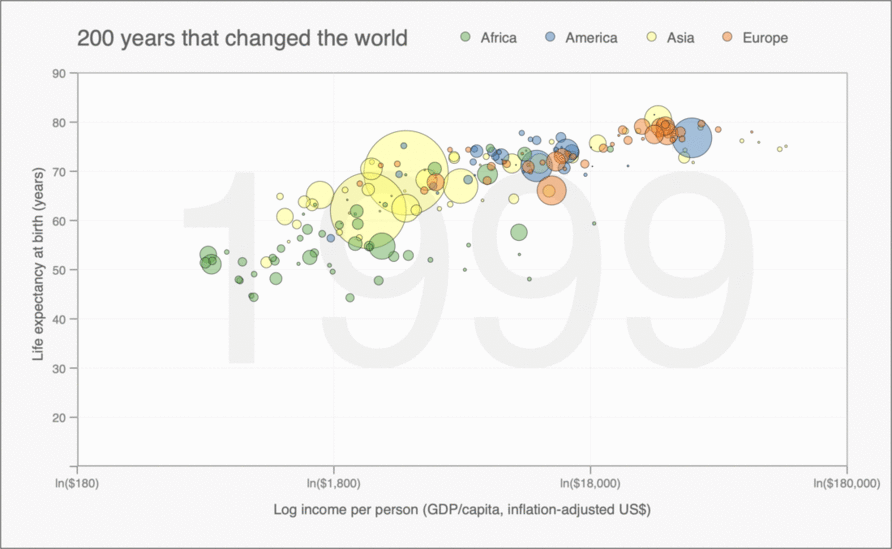 200 years that changed the world
Africa America Asia Europe
90
80
70
60
50
40
30
20
Life expectancy at birth (years)
1999
ln($180) ln($1,800) ln($18,000) ln($180,000)
Log income per person (GDP/capita, inflation-adjusted US$)